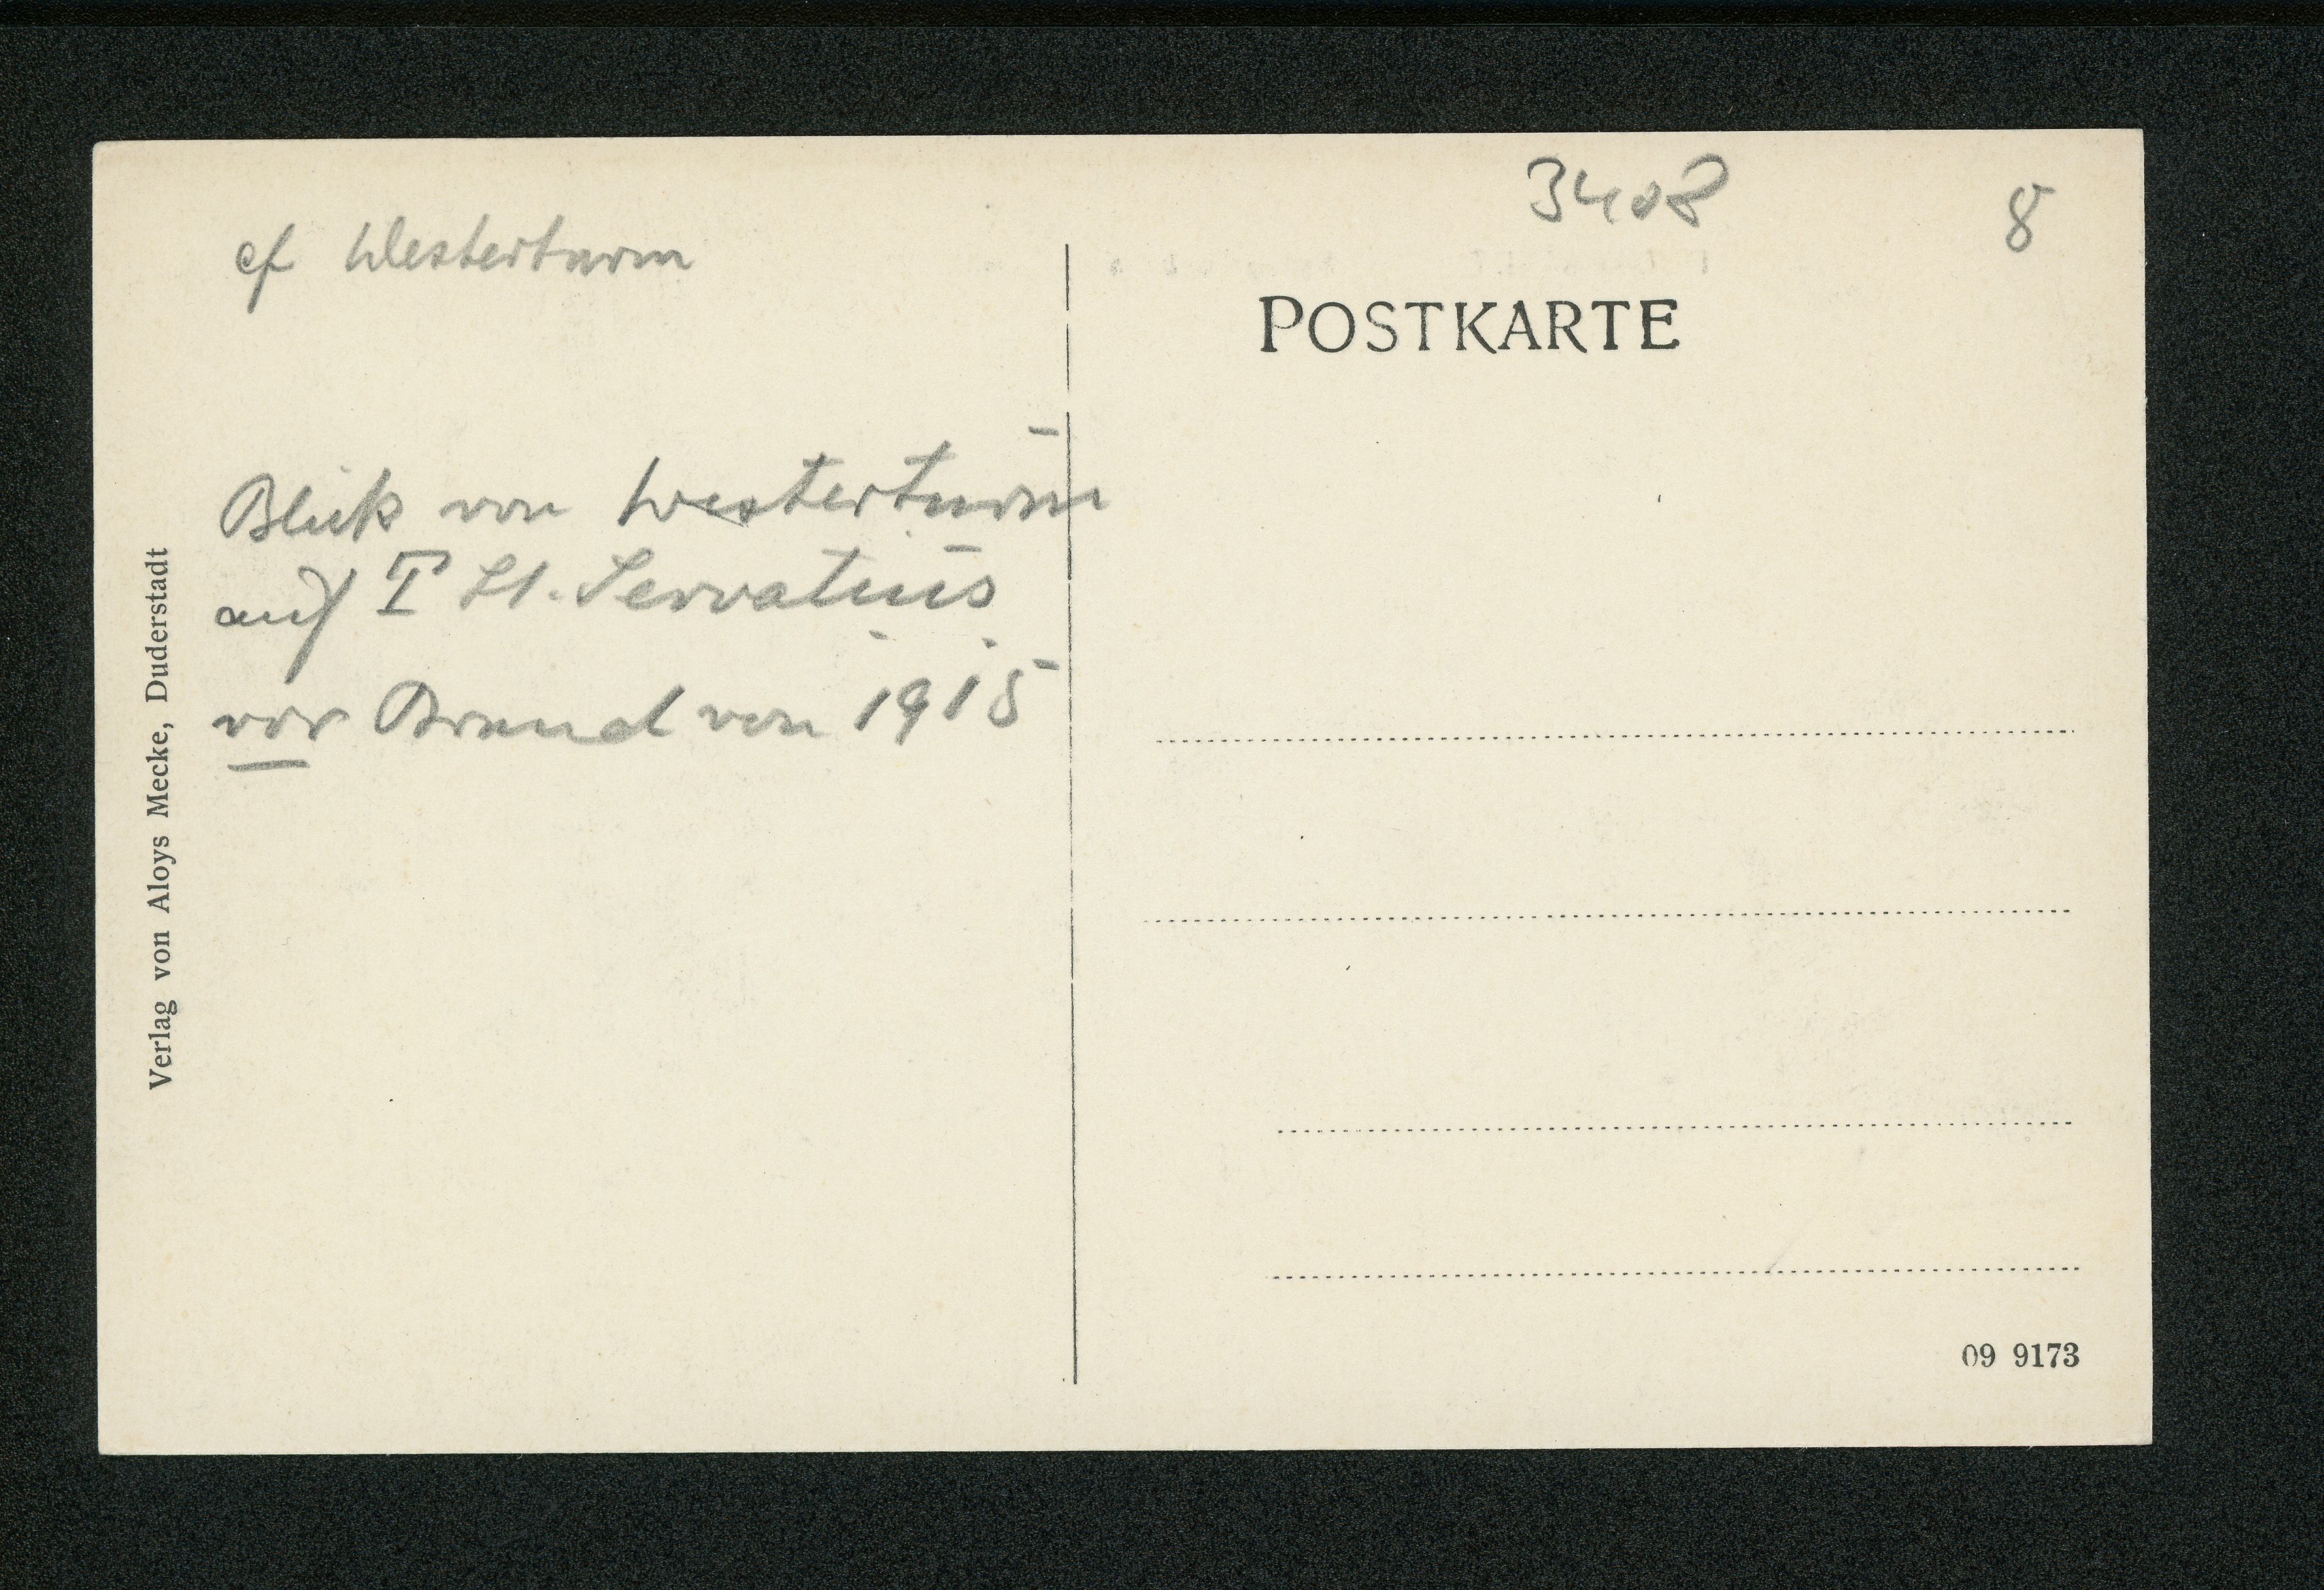 cf Westerturm
Blick von Westerturm
auf T St. Servatius
vor Brand von 1915
Verlag von Aloys Mecke, Duderstadt
3408
8
POSTKARTE
09 9173